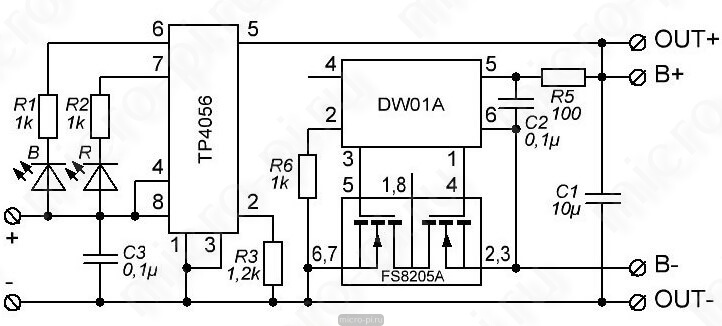 6 5 OUT+
7 4 5 B+
R1 1k
R2 1k
TP4056
DW01A
R5 100
2 6
C2 0,1µ
B R
3 1
4
R6 1k
5 1,8 4
C1 10µ
8 2
+
1 3
C3 0,1µ
R3 1,2k
6,7 2,3
FS8205A
B-
-
OUT-
micro-pi.ru